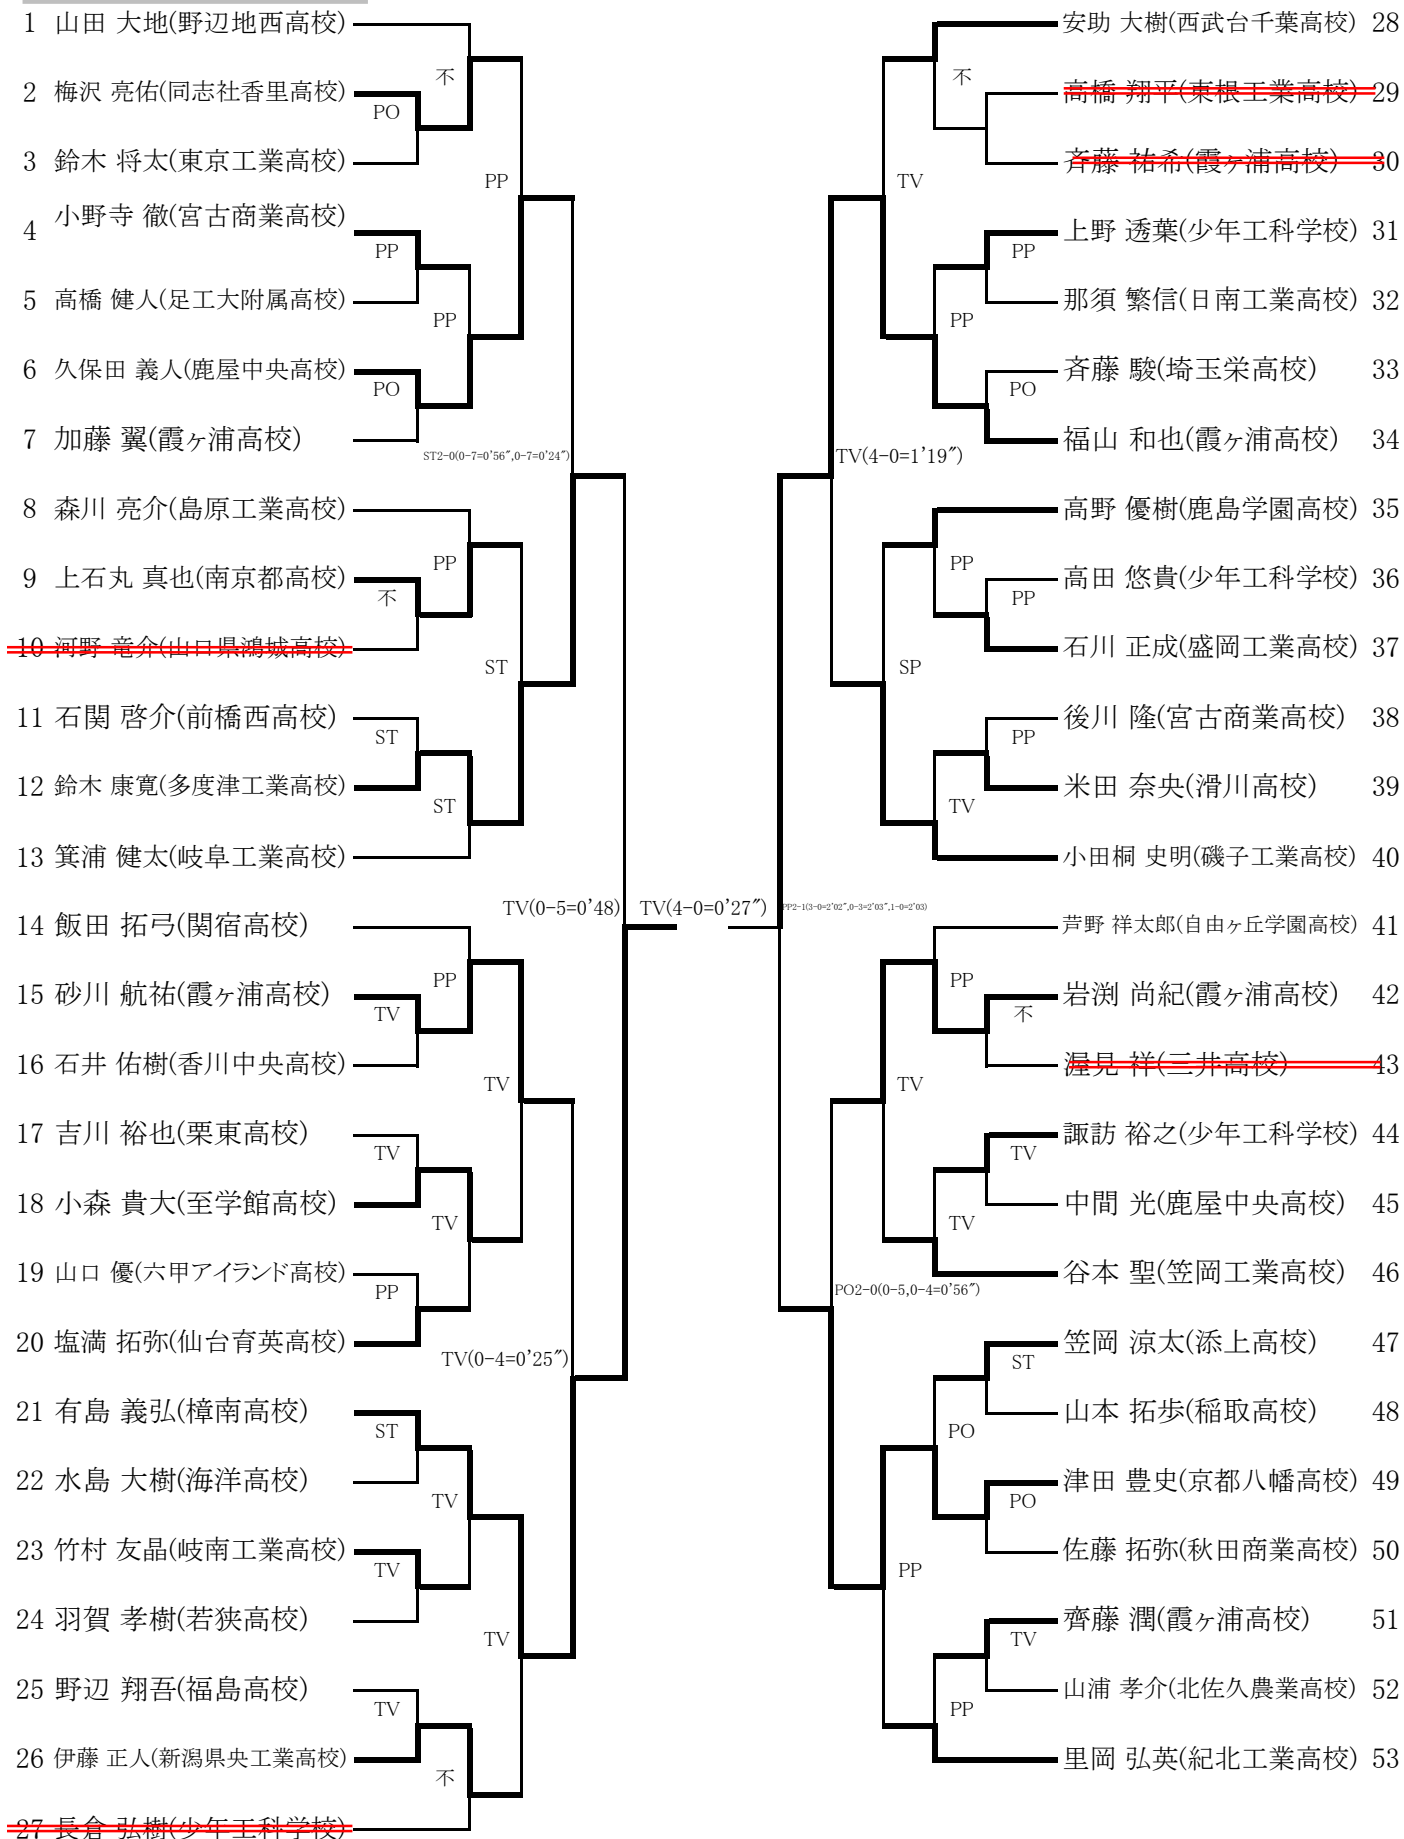 1 山田 大地(野辺地西高校)
不
2 梅沢 亮佑(同志社香里高校)
PO
3 鈴木 将太(東京工業高校)
PP
4 小野寺 徹(宮古商業高校)
PP
5 高橋 健人(足工大附属高校)
PP
6 久保田 義人(鹿屋中央高校)
PO
7 加藤 翼(霞ヶ浦高校)
ST2-0(0-7=0'56",0-7=0'24")
8 森川 亮介(島原工業高校)
PP
9 上石丸 真也(南京都高校)
不
10 河野 竜介(山口県鴻城高校)
ST
11 石関 啓介(前橋西高校)
ST
12 鈴木 康寛(多度津工業高校)
ST
13 箕浦 健太(岐阜工業高校)
TV(0-5=0'48) TV(4-0=0'27")
14 飯田 拓弓(関宿高校)
PP
15 砂川 航祐(霞ヶ浦高校)
TV
16 石井 佑樹(香川中央高校)
TV
17 吉川 裕也(栗東高校)
TV
18 小森 貴大(至学館高校)
TV
19 山口 優(六甲アイランド高校)
PP
20 塩満 拓弥(仙台育英高校)
TV(0-4=0'25")
21 有島 義弘(樟南高校)
ST
22 水島 大樹(海洋高校)
TV
23 竹村 友晶(岐南工業高校)
TV
24 羽賀 孝樹(若狭高校)
TV
25 野辺 翔吾(福島高校)
TV
26 伊藤 正人(新潟県央工業高校)
不
27 長倉 弘樹(少年工科学校)
安助 大樹(西武台千葉高校) 28
不
高橋 翔平(東根工業高校) 29
斉藤 祐希(霞ヶ浦高校) 30
TV
上野 透葉(少年工科学校) 31
PP
那須 繁信(日南工業高校) 32
PP
斉藤 駿(埼玉栄高校) 33
PO
福山 和也(霞ヶ浦高校) 34
TV(4-0=1'19")
高野 優樹(鹿島学園高校) 35
PP
高田 悠貴(少年工科学校) 36
PP
石川 正成(盛岡工業高校) 37
SP
後川 隆(宮古商業高校) 38
PP
米田 奈央(滑川高校) 39
TV
小田桐 史明(磯子工業高校) 40
PP2-1(3-0=2'02",0-3=2'03",1-0=2'03)
芦野 祥太郎(自由ヶ丘学園高校) 41
PP
岩渕 尚紀(霞ヶ浦高校) 42
不
渥見 祥(三井高校) 43
TV
諏訪 裕之(少年工科学校) 44
TV
中間 光(鹿屋中央高校) 45
TV
谷本 聖(笠岡工業高校) 46
PO2-0(0-5,0-4=0'56")
笠岡 涼太(添上高校) 47
ST
山本 拓歩(稲取高校) 48
PO
津田 豊史(京都八幡高校) 49
PO
佐藤 拓弥(秋田商業高校) 50
PP
齊藤 潤(霞ヶ浦高校) 51
TV
山浦 孝介(北佐久農業高校) 52
PP
里岡 弘英(紀北工業高校) 53